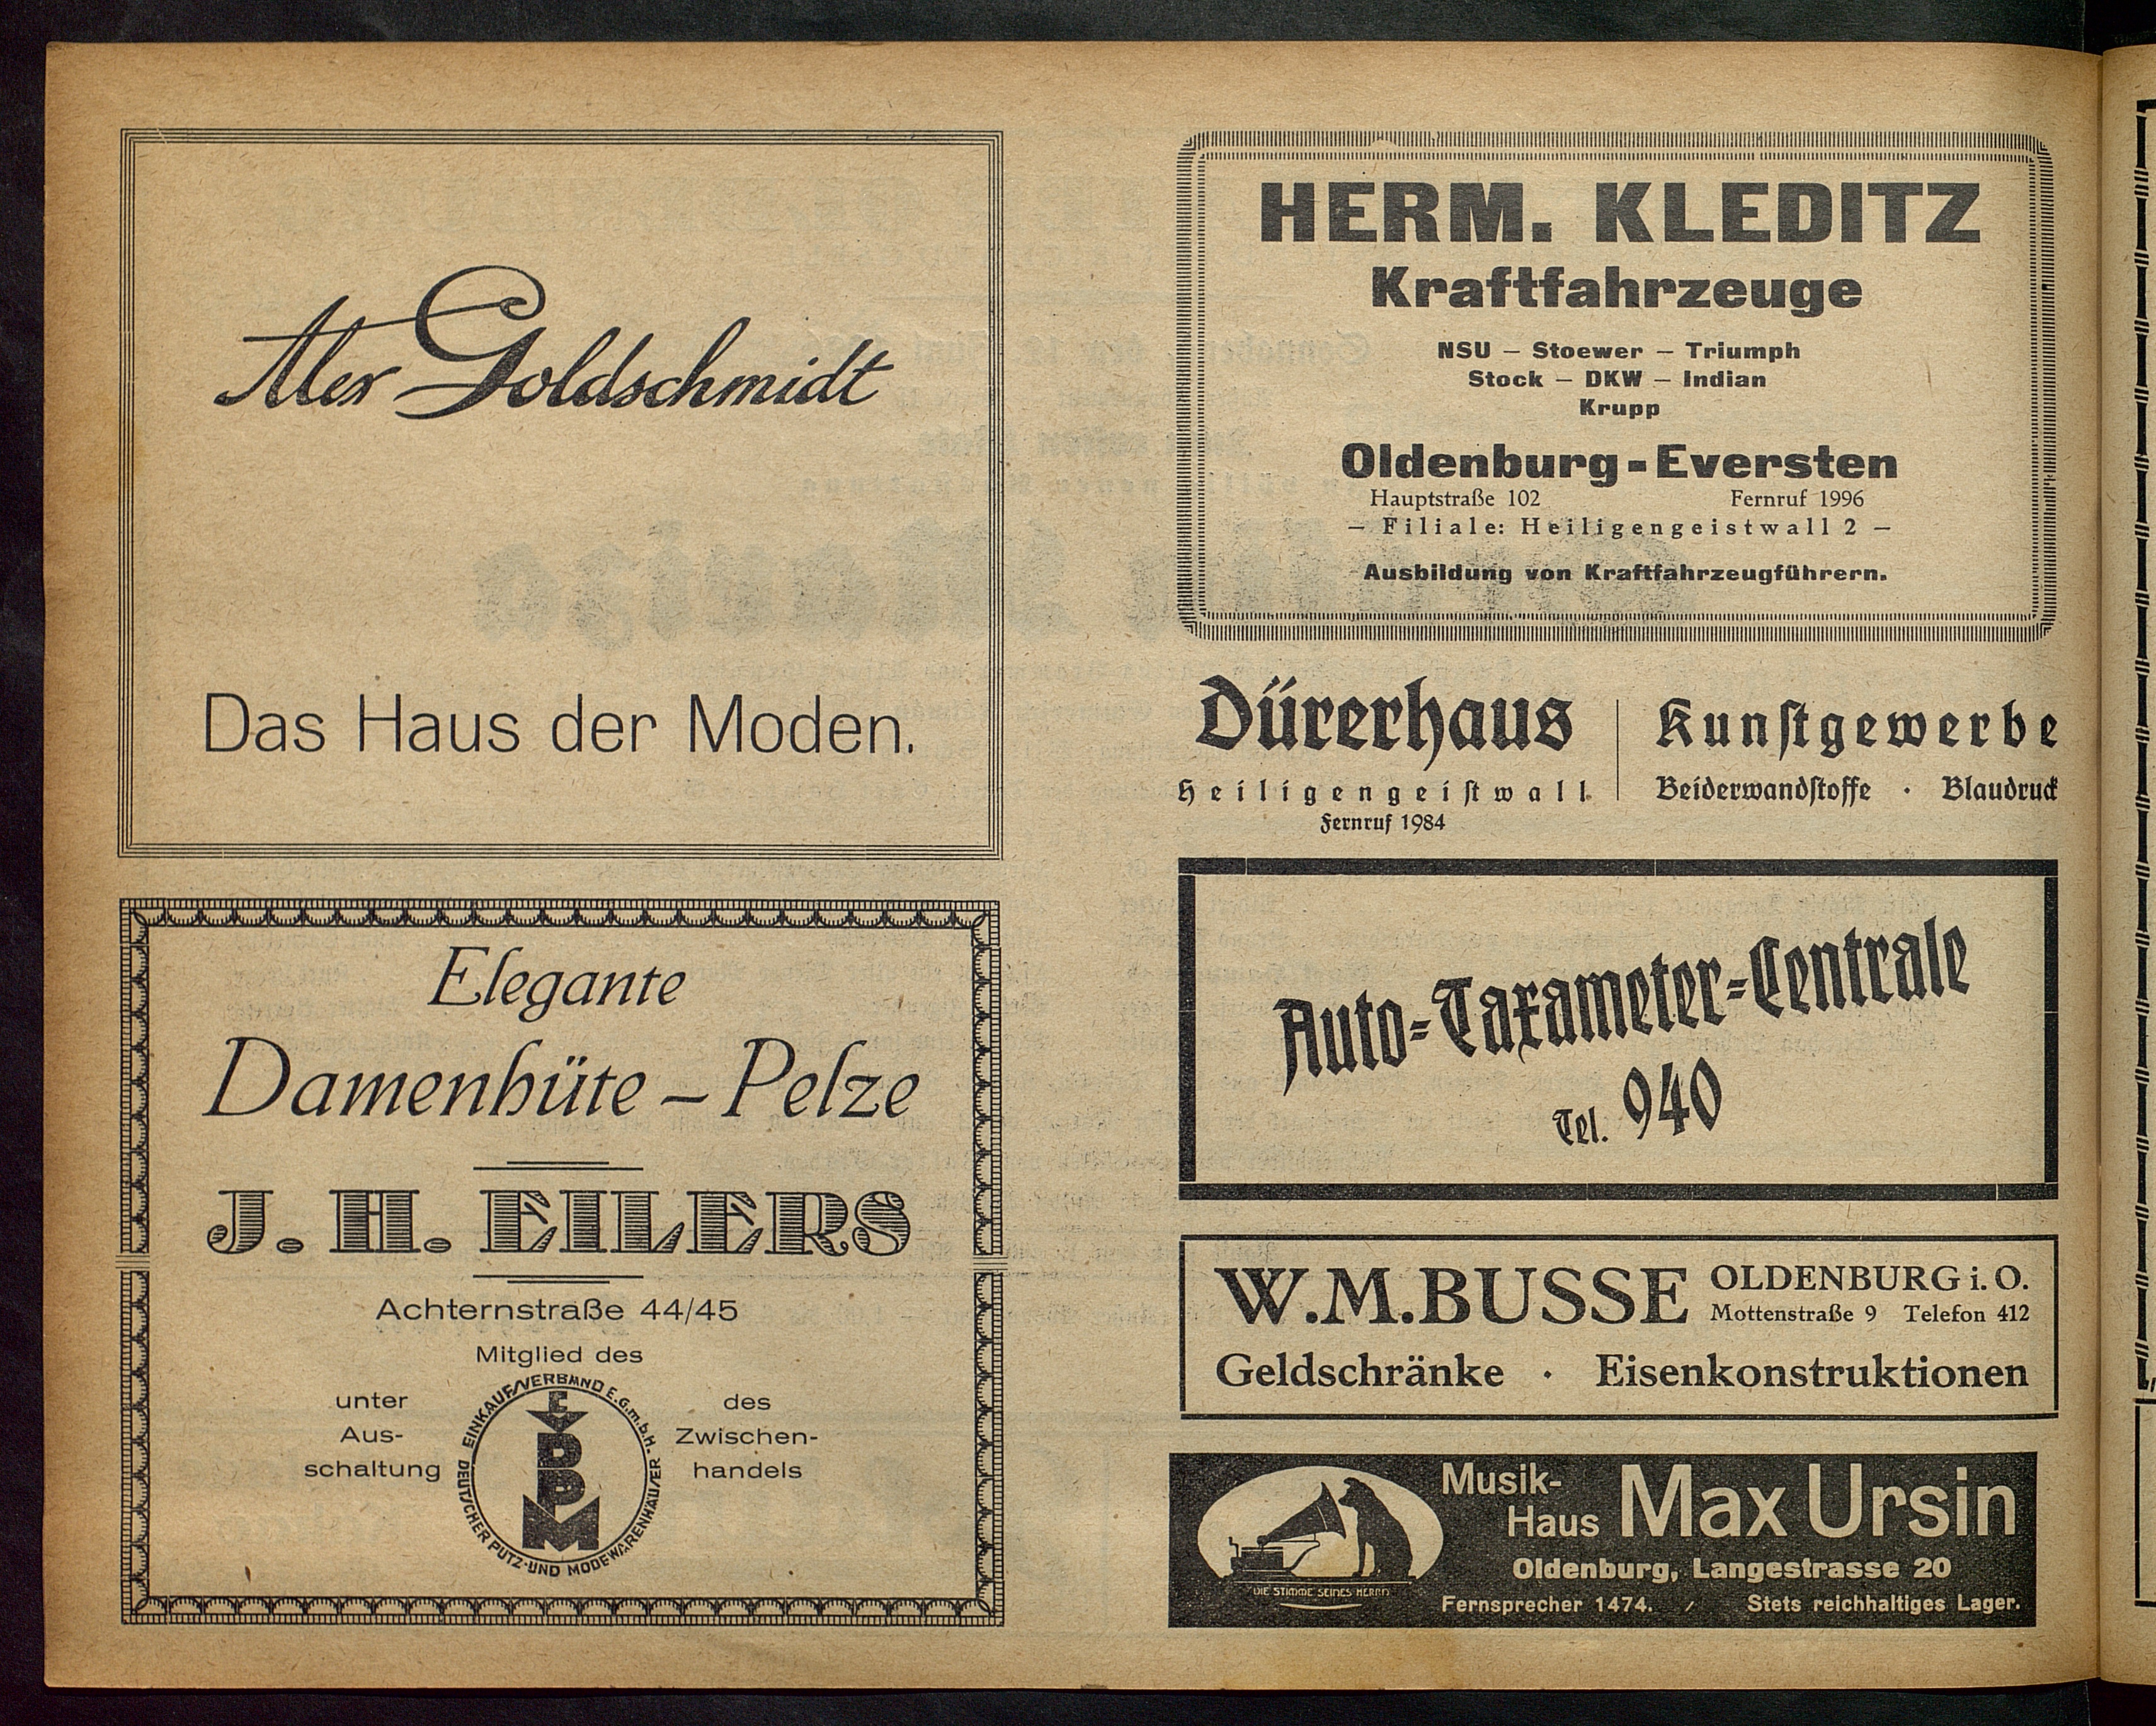 Alex Goldschmidt
Das Haus der Moden.
Elegante
Damenhüte – Pelze
J. H. EILERS
Achternstraße 44/45
Mitglied des
unter
Aus-
schaltung
EINKAUFSVERBAND E.G.m.b.H.
DEUTSCHER PUTZ-UND MODEWARENHÄUSER
E
V
D
P
M
des
Zwischen-
handels
HERM. KLEDITZ
Kraftfahrzeuge
NSU – Stoewer – Triumph
Stock – DKW – Indian
Krupp
Oldenburg-Eversten
Hauptstraße 102 Fernruf 1996
– Filiale: Heiligengeistwall 2 –
Ausbildung von Kraftfahrzeugführern.
Dürerhaus
Heiligengeistwall
Fernruf 1984
Kunstgewerbe
Beiderwandstoffe · Blaudruck
Auto-Taxameter-Centrale
Tel. 940
W.M.BUSSE OLDENBURG i. O.
Mottenstraße 9 Telefon 412
Geldschränke · Eisenkonstruktionen
Musik-
Haus Max Ursin
Oldenburg, Langestrasse 20
DIE STIMME SEINES HERRN
Fernsprecher 1474. / Stets reichhaltiges Lager.